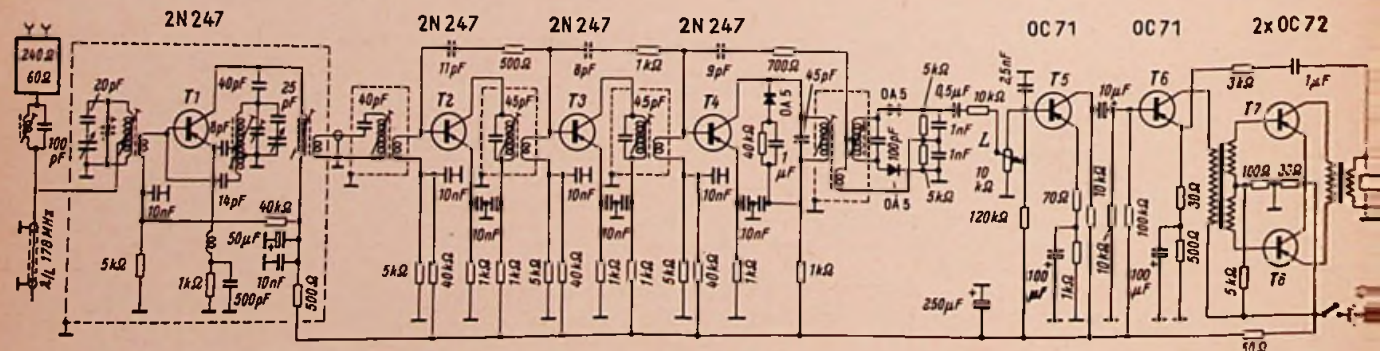 2N247
2N247
2N247
2N247
OC71
OC71
2xOC72
240Ω
60Ω
100
pF
λ/L 178 MHz
20pF
T1
40pF
25
pF
8pF
14pF
10nF
5kΩ
40kΩ
50µF
10nF
1kΩ
500pF
500Ω
40pF
11pF
500Ω
T2
45pF
10nF
10nF
5kΩ
40kΩ
1kΩ
1kΩ
8pF
1kΩ
T3
45pF
10nF
10nF
5kΩ
40kΩ
1kΩ
1kΩ
9pF
700Ω
T4
OA5
40Ω
1
µF
10nF
10nF
5kΩ
40kΩ
1kΩ
1kΩ
45pF
OA5
100pF
OA5
5kΩ
0,5µF
10kΩ
1nF
1nF
5kΩ
L
10
kΩ
2,5nF
120kΩ
250µF
T5
70Ω
100
µF
1kΩ
10µF
10kΩ
10kΩ
100kΩ
T6
30Ω
500Ω
100
µF
3kΩ
1µF
T7
100Ω
33Ω
T8
5kΩ
50Ω